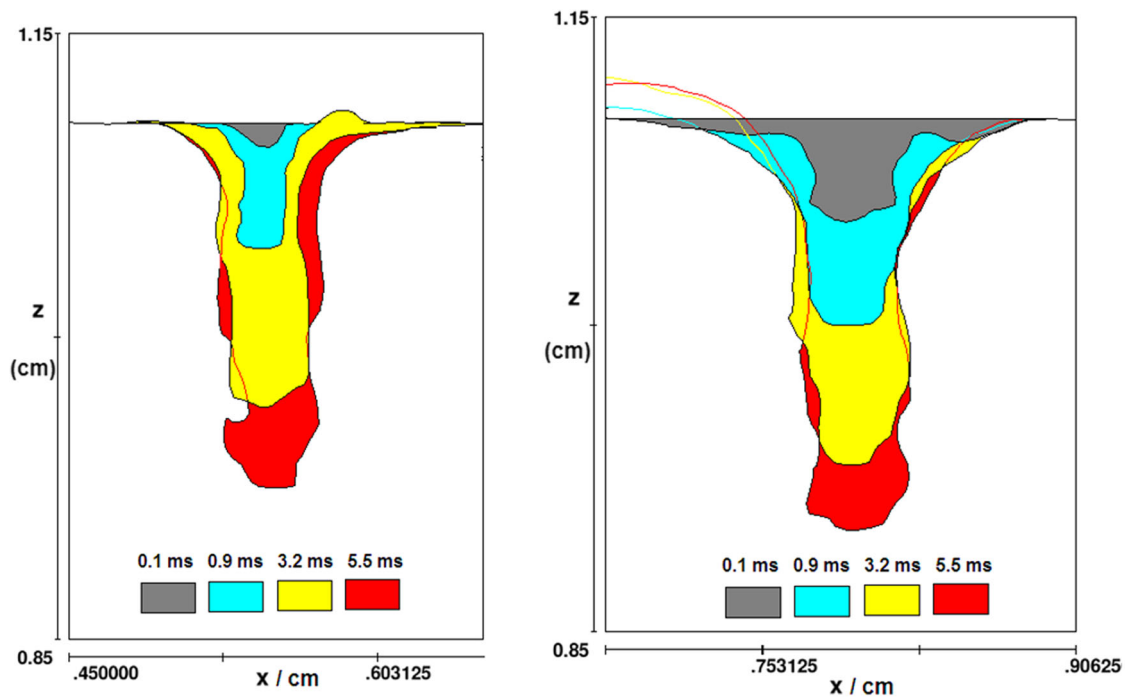 1.15
z
(cm)
0.1 ms 0.9 ms 3.2 ms 5.5 ms
0.85
.450000 x / cm .603125
1.15
z
(cm)
0.1 ms 0.9 ms 3.2 ms 5.5 ms
0.85
.753125 x / cm .90625